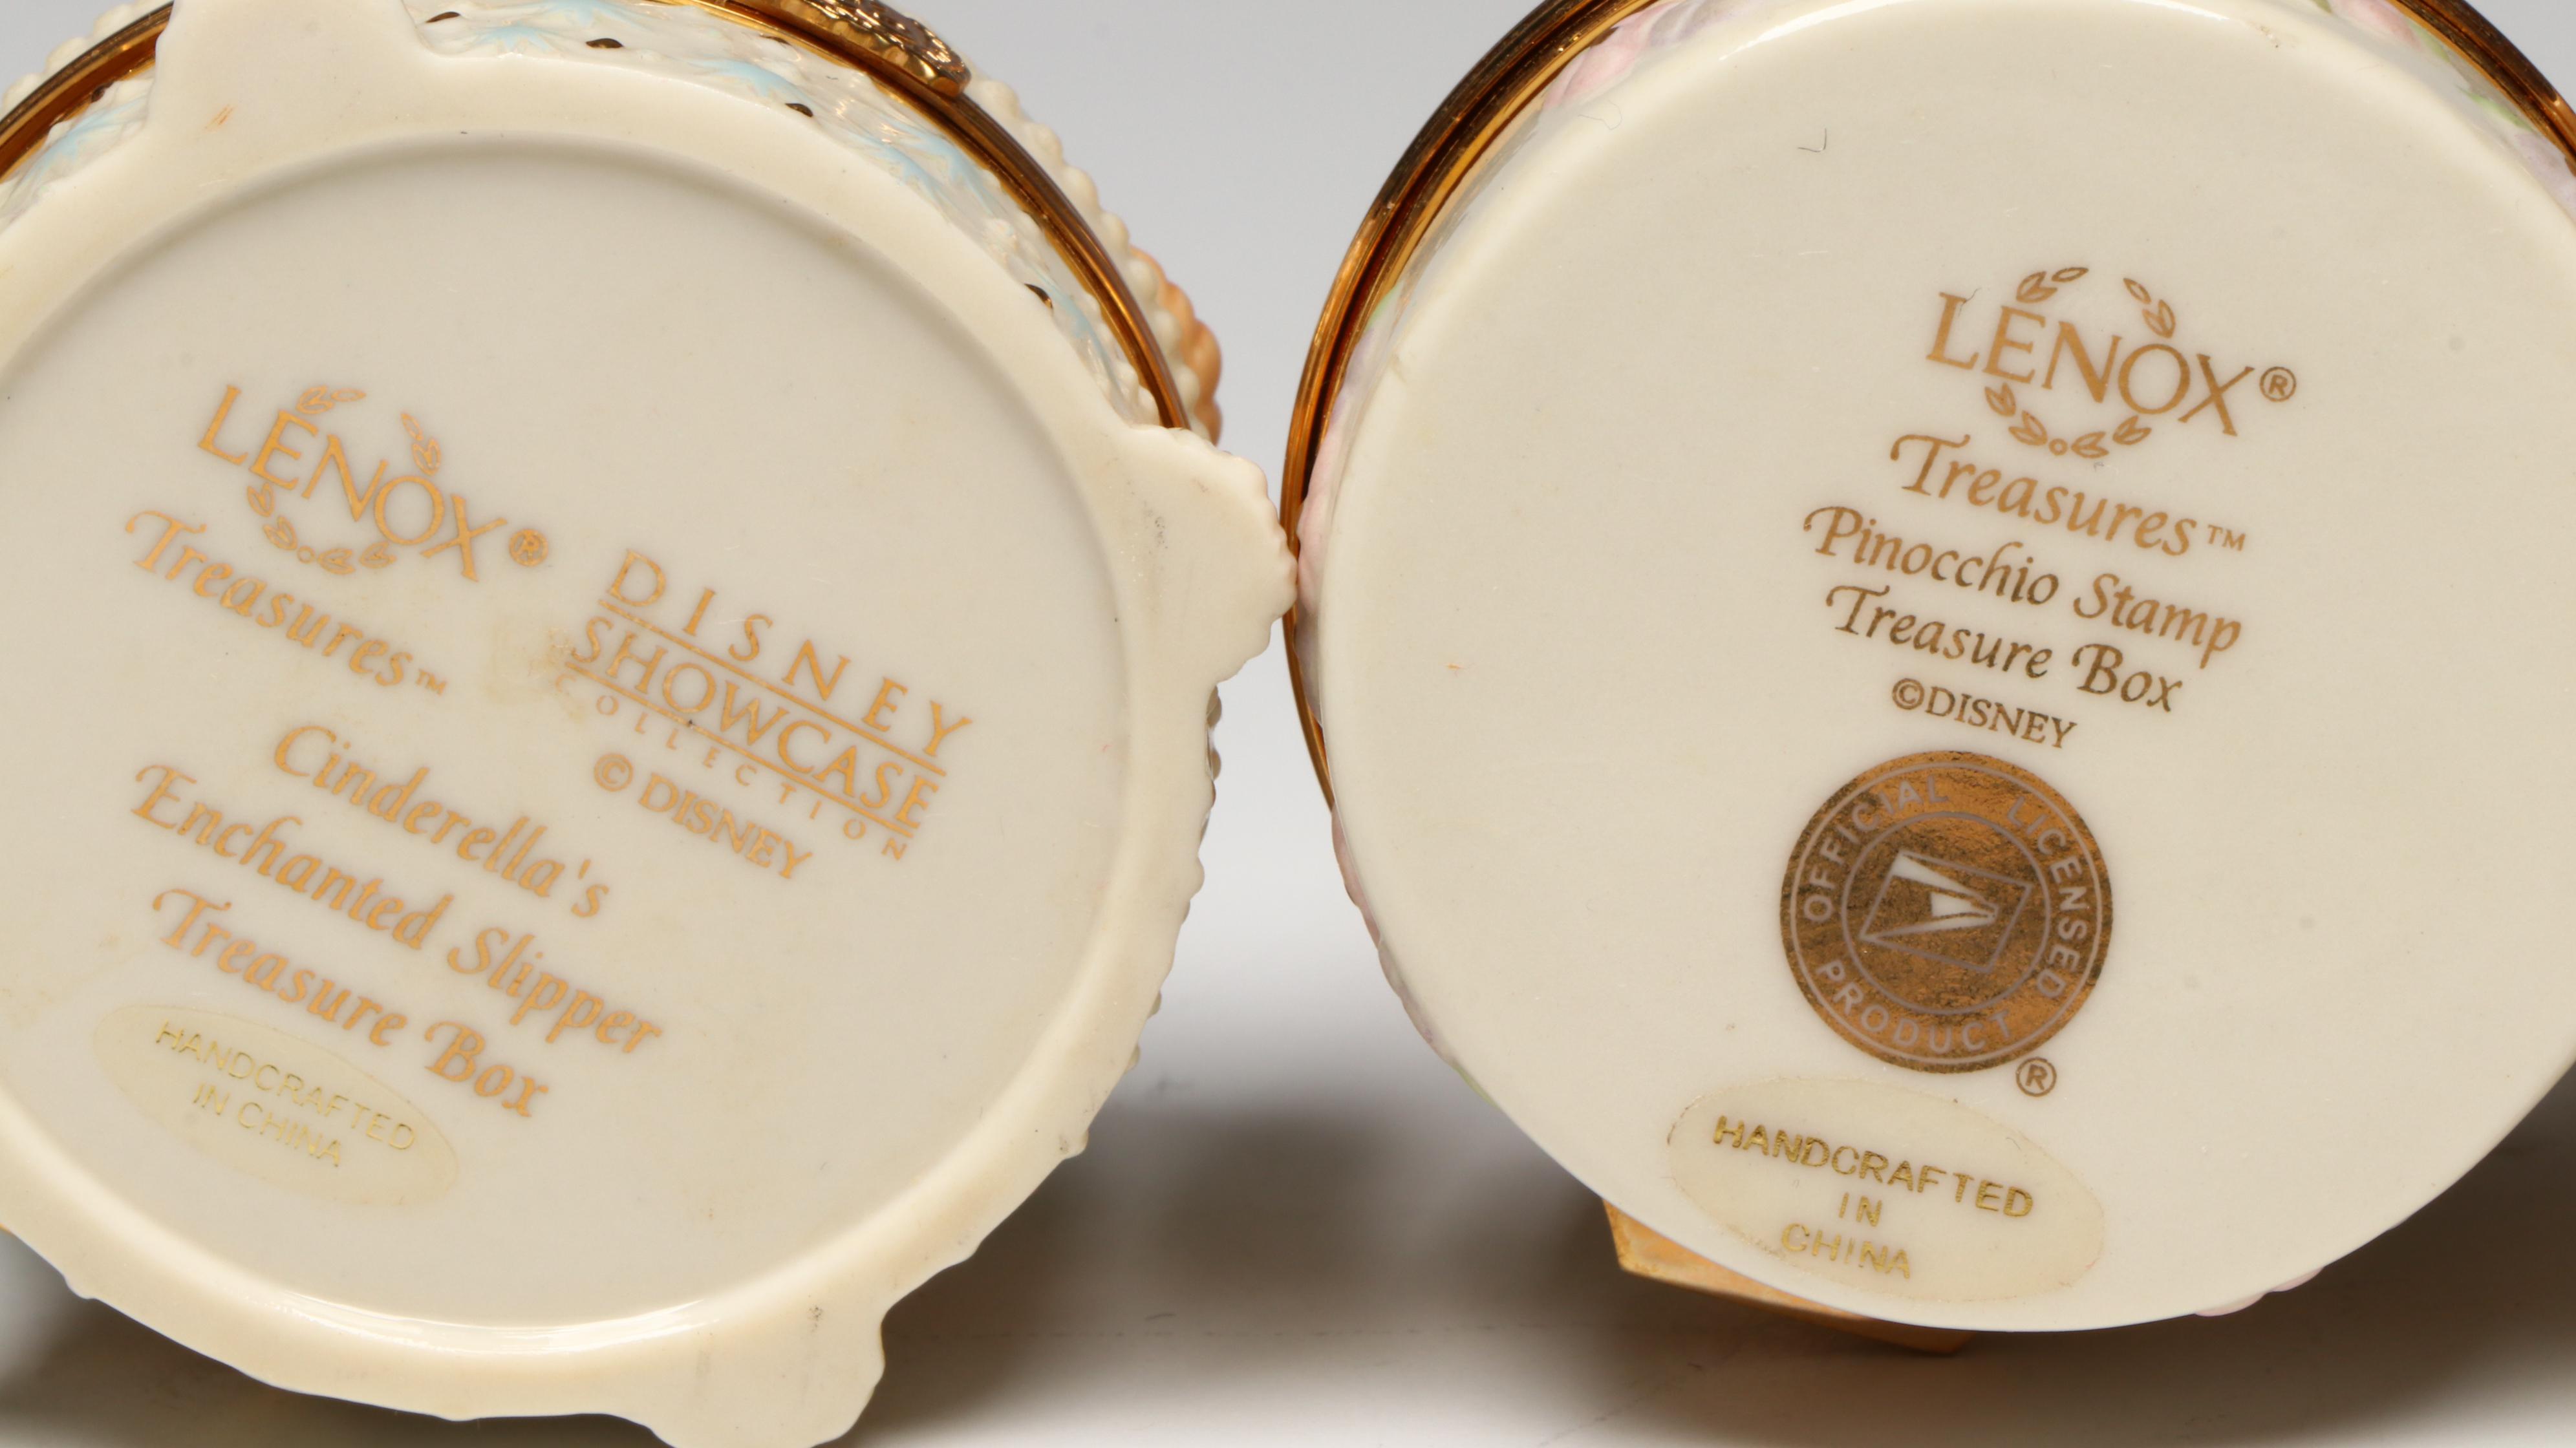 LENOX®
Treasures™
DISNEY
SHOWCASE
COLLECTION
©DISNEY
Cinderella's
Enchanted Slipper
Treasure Box
HANDCRAFTED
IN CHINA
LENOX®
Treasures™
Pinocchio Stamp
Treasure Box
©DISNEY
OFFICIAL LICENSED PRODUCT
®
HANDCRAFTED
IN
CHINA